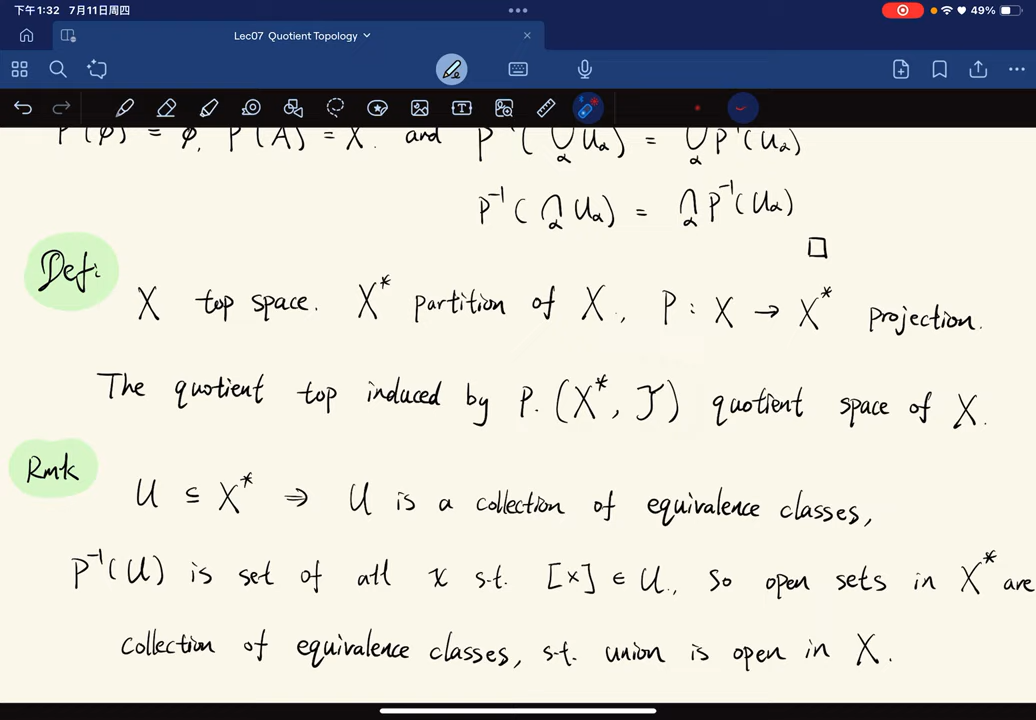 下午1:32 7月11日周四
49%
Lec07 Quotient Topology
P⁻¹(∅) = ∅, P⁻¹(A) = X. and P⁻¹(⋃_α U_α) = ⋃_α P⁻¹(U_α)
P⁻¹(⋂_α U_α) = ⋂_α P⁻¹(U_α)
□
Def:
X top space. X* partition of X, P : X → X* projection.
The quotient top induced by P. (X*, 𝒯) quotient space of X.
Rmk
U ⊆ X* ⇒ U is a collection of equivalence classes,
P⁻¹(U) is set of all x s.t. [x] ∈ U, So open sets in X* are
collection of equivalence classes, s.t. union is open in X.